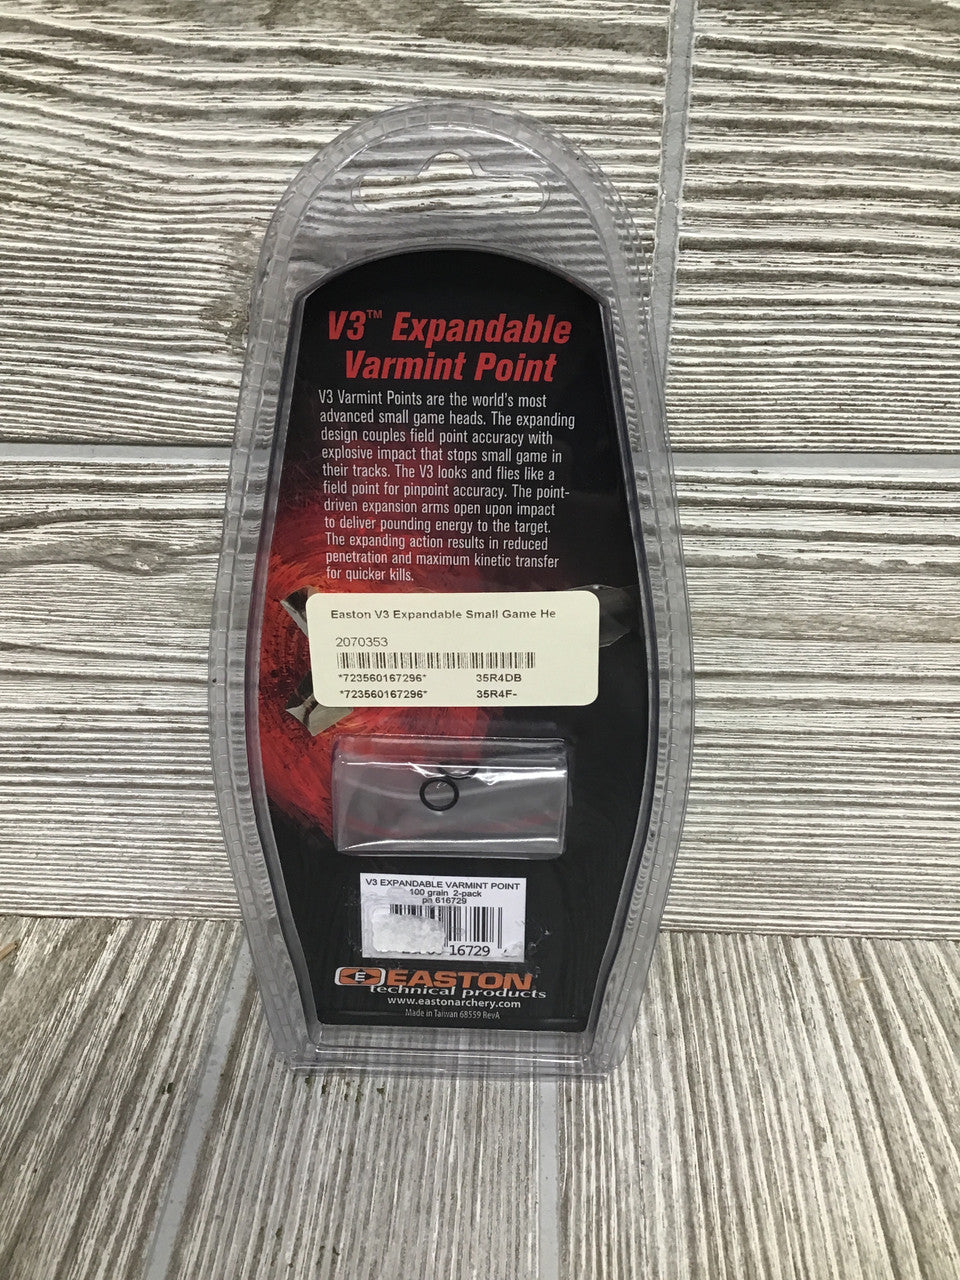 V3™ Expandable
Varmint Point
V3 Varmint Points are the world's most
advanced small game heads. The expanding
design couples field point accuracy with
explosive impact that stops small game in
their tracks. The V3 looks and flies like a
field point for pinpoint accuracy. The point-
driven expansion arms open upon impact
to deliver pounding energy to the target.
The expanding action results in reduced
penetration and maximum kinetic transfer
for quicker kills.
Easton V3 Expandable Small Game He
2070353
*723560167296* 35R4DB
*723560167296* 35R4F-
V3 EXPANDABLE VARMINT POINT
100 grain 2-pack
pn 616729
16729
E EASTON
technical products
www.eastonarchery.com
Made in Taiwan 68559 RevA